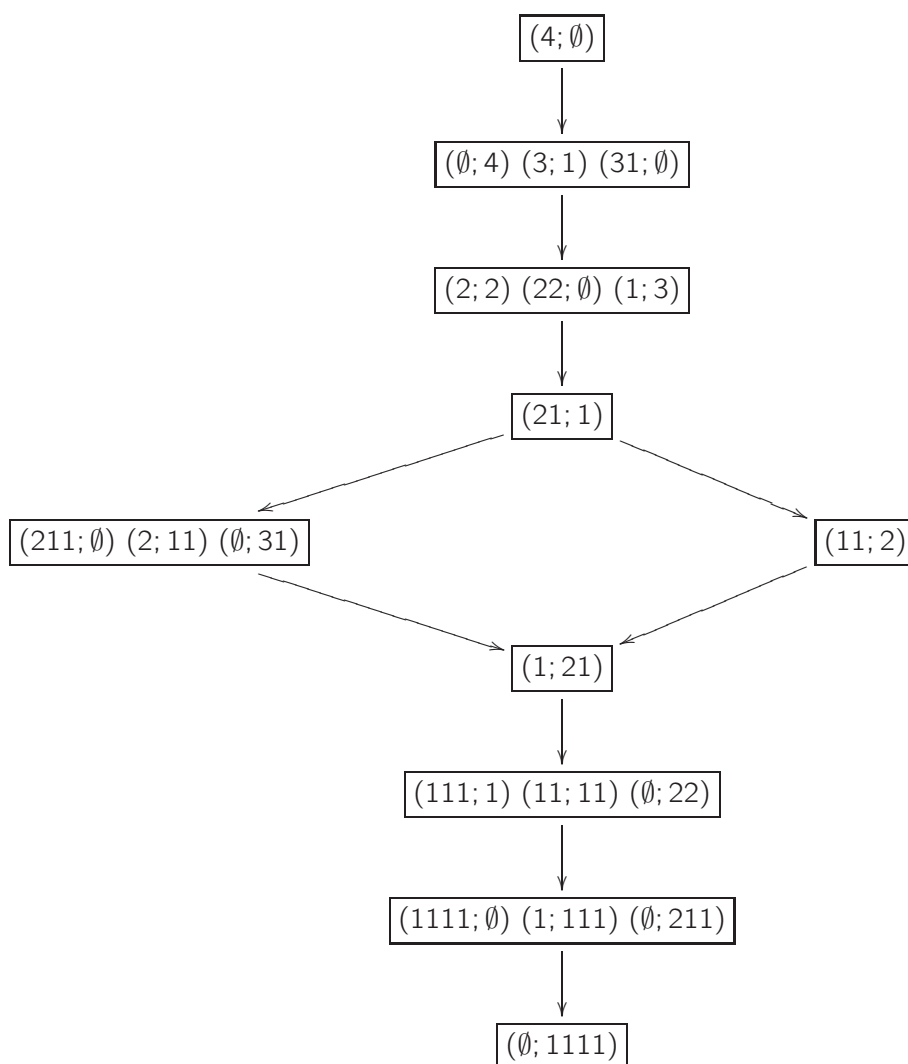 (4; ∅)
(∅; 4) (3; 1) (31; ∅)
(2; 2) (22; ∅) (1; 3)
(21; 1)
(211; ∅) (2; 11) (∅; 31)
(11; 2)
(1; 21)
(111; 1) (11; 11) (∅; 22)
(1111; ∅) (1; 111) (∅; 211)
(∅; 1111)